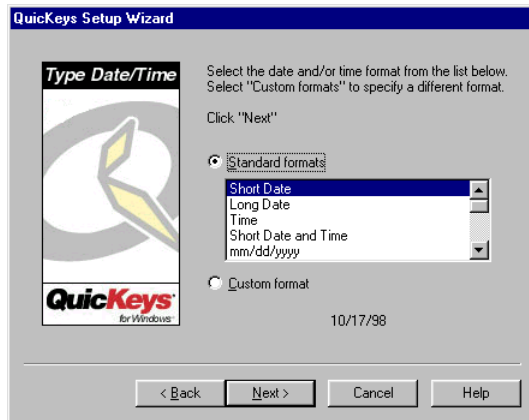 QuicKeys Setup Wizard
Type Date/Time
Select the date and/or time format from the list below.
Select "Custom formats" to specify a different format.
Click "Next"
Standard formats
Short Date
Long Date
Time
Short Date and Time
mm/dd/yyyy
Custom format
10/17/98
QuicKeys
for Windows
< Back
Next >
Cancel
Help